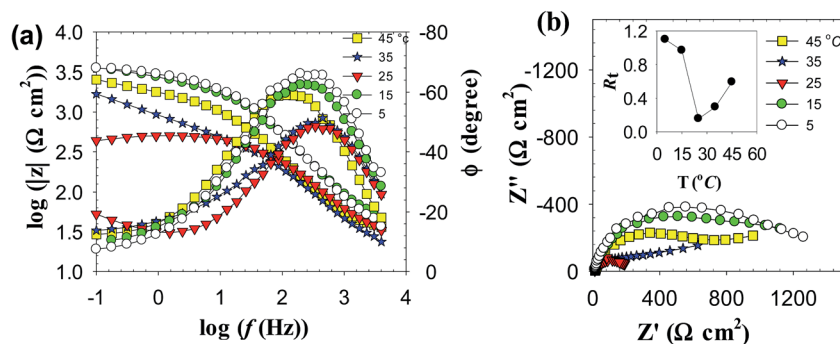 (a)
log (|z| (Ω cm²)
4.0
3.5
3.0
2.5
2.0
1.5
1.0
-1 0 1 2 3 4
log (f (Hz))
-80
-60
-40
-20
0
ϕ (degree)
45 °c
35
25
15
5
(b)
Z'' (Ω cm²)
-1500
-800
-400
0
0 400 800 1200
Z' (Ω cm²)
Rt
1.2
0.8
0.4
0.0
0 15 30 45 60
T (°C)
45 °C
35
25
15
5